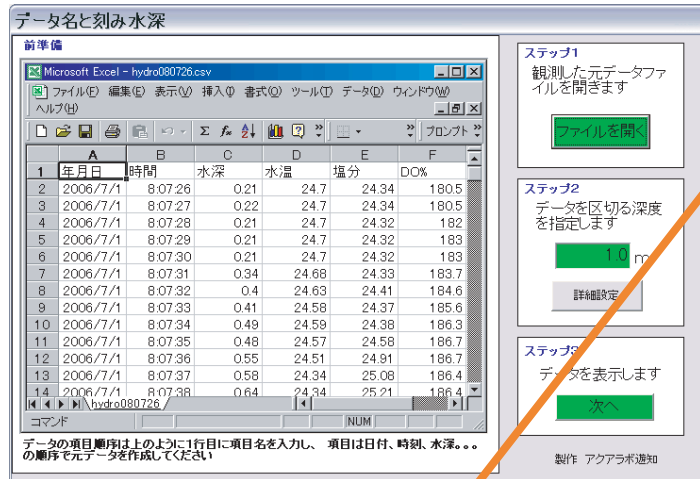 データ名と刻み水深
前準備
Microsoft Excel - hydro080726.csv
ファイル(F) 編集(E) 表示(V) 挿入(I) 書式(O) ツール(T) データ(D) ウィンドウ(W)
ヘルプ(H)
プロンプト
A B C D E F
1 年月日 時間 水深 水温 塩分 DO%
2 2006/7/1 8:07:26 0.21 24.7 24.34 180.5
3 2006/7/1 8:07:27 0.22 24.7 24.34 180.5
4 2006/7/1 8:07:28 0.21 24.7 24.32 182
5 2006/7/1 8:07:29 0.21 24.7 24.32 183
6 2006/7/1 8:07:30 0.21 24.7 24.32 183
7 2006/7/1 8:07:31 0.34 24.68 24.33 183.7
8 2006/7/1 8:07:32 0.4 24.63 24.41 184.6
9 2006/7/1 8:07:33 0.41 24.58 24.37 185.6
10 2006/7/1 8:07:34 0.49 24.59 24.38 186.3
11 2006/7/1 8:07:35 0.48 24.57 24.58 186.7
12 2006/7/1 8:07:36 0.55 24.51 24.91 186.7
13 2006/7/1 8:07:37 0.58 24.34 25.08 186.4
14 2006/7/1 8:07:38 0.64 24.34 25.21 186.4
hydro080726
コマンド NUM
データの項目順序は上のように1行目に項目名を入力し、 項目は日付、時刻、水深。。。
の順序で元データを作成してください
ステップ1
観測した元データファ
イルを開きます
ファイルを開く
ステップ2
データを区切る深度
を指定します
1.0 m
詳細設定
ステップ3
データを表示します
次へ
製作 アクアラボ遊知